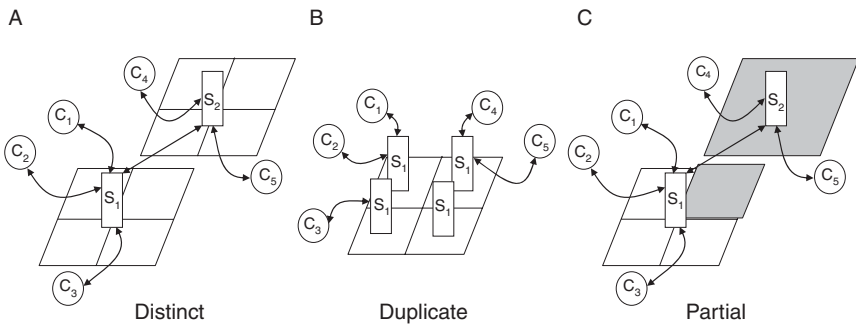 A
C4
S2
C1
C2
C5
S1
C3
Distinct
B
C1
C4
C2
C5
S1
S1
S1
S1
C3
Duplicate
C
C4
S2
C1
C2
C5
S1
C3
Partial